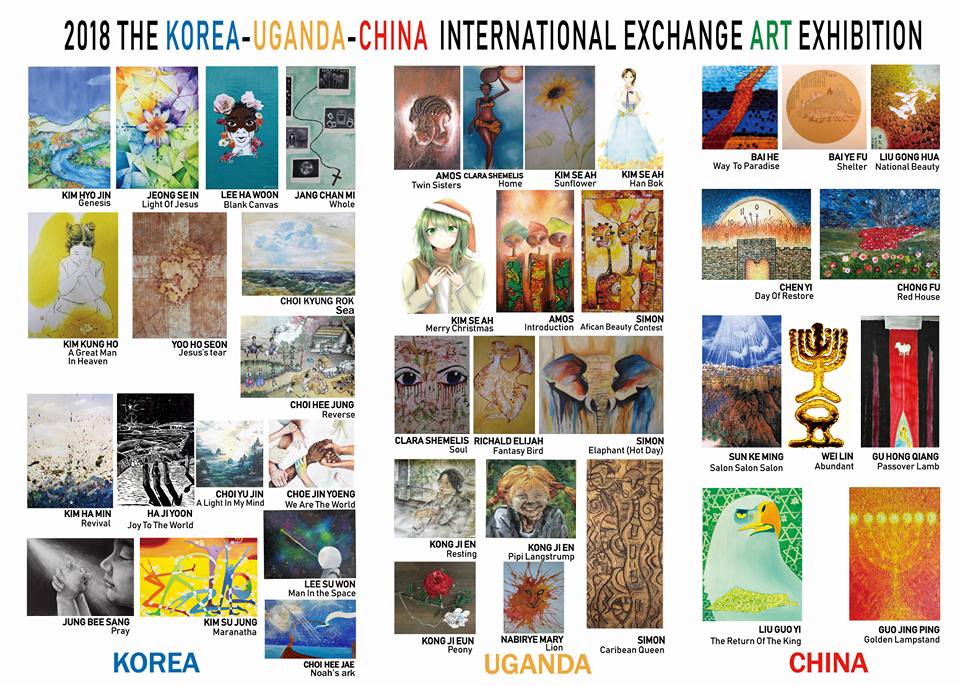 2018 THE KOREA-UGANDA-CHINA INTERNATIONAL EXCHANGE ART EXHIBITION
KIM HYO JIN
Genesis
JEONG SE IN
Light Of Jesus
LEE HA WOON
Blank Canvas
JANG CHAN MI
Whole
KIM KUNG HO
A Great Man
In Heaven
YOO HO SEON
Jesus's tear
CHOI KYUNG ROK
Sea
CHOI HEE JUNG
Reverse
KIM HA MIN
Revival
HA JI YOON
Joy To The World
CHOI YU JIN
A Light In My Mind
CHOE JIN YOENG
We Are The World
JUNG BEE SANG
Pray
KIM SU JUNG
Maranatha
LEE SU WON
Man In the Space
CHOI HEE JAE
Noah's ark
KOREA
AMOS
Twin Sisters
CLARA SHEMELIS
Home
KIM SE AH
Sunflower
KIM SE AH
Han Bok
KIM SE AH
Merry Christmas
AMOS
Introduction
SIMON
Afican Beauty Contest
CLARA SHEMELIS
Soul
RICHALD ELIJAH
Fantasy Bird
SIMON
Elaphant (Hot Day)
KONG JI EN
Resting
KONG JI EN
Pipi Langstrump
KONG JI EUN
Peony
NABIRYE MARY
Lion
SIMON
Caribean Queen
UGANDA
BAI HE
Way To Paradise
BAI YE FU
Shelter
LIU GONG HUA
National Beauty
CHEN YI
Day Of Restore
CHONG FU
Red House
SUN KE MING
Salon Salon Salon
WEI LIN
Abundant
GU HONG QIANG
Passover Lamb
LIU GUO YI
The Return Of The King
GUO JING PING
Golden Lampstand
CHINA